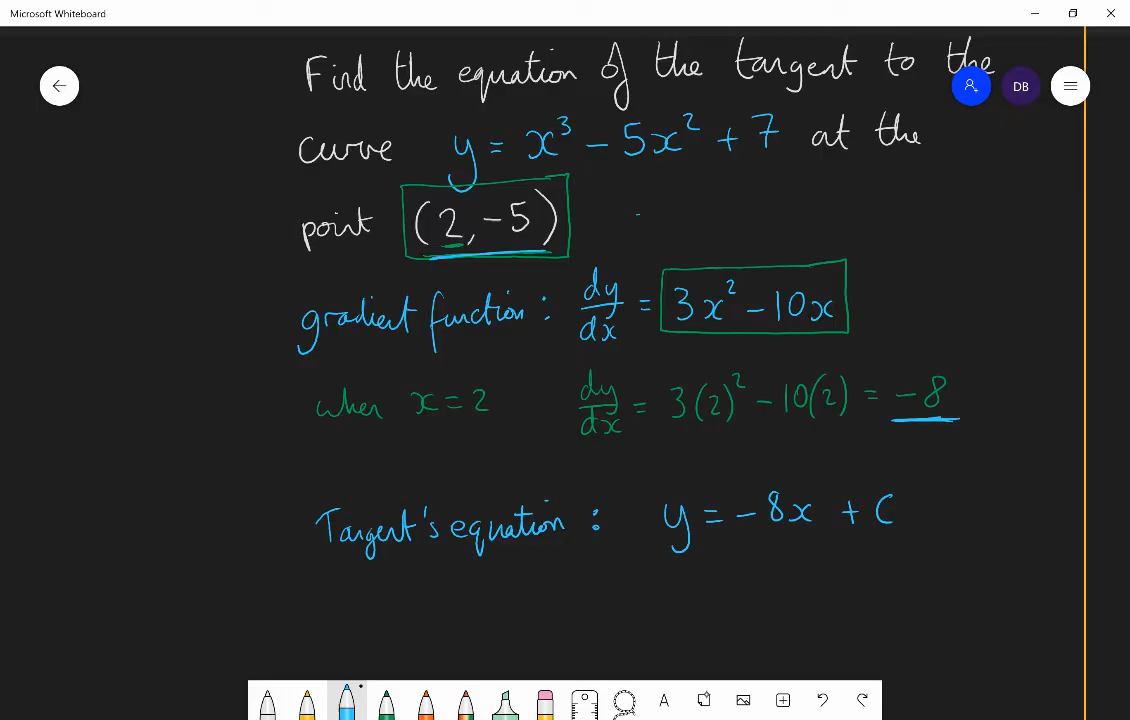 Microsoft Whiteboard
Find the equation of the tangent to the
DB
curve y = x³ − 5x² + 7 at the
point (2, −5)
gradient function : dy/dx = 3x² − 10x
when x = 2 dy/dx = 3(2)² − 10(2) = −8
Tangent's equation : y = −8x + C
A